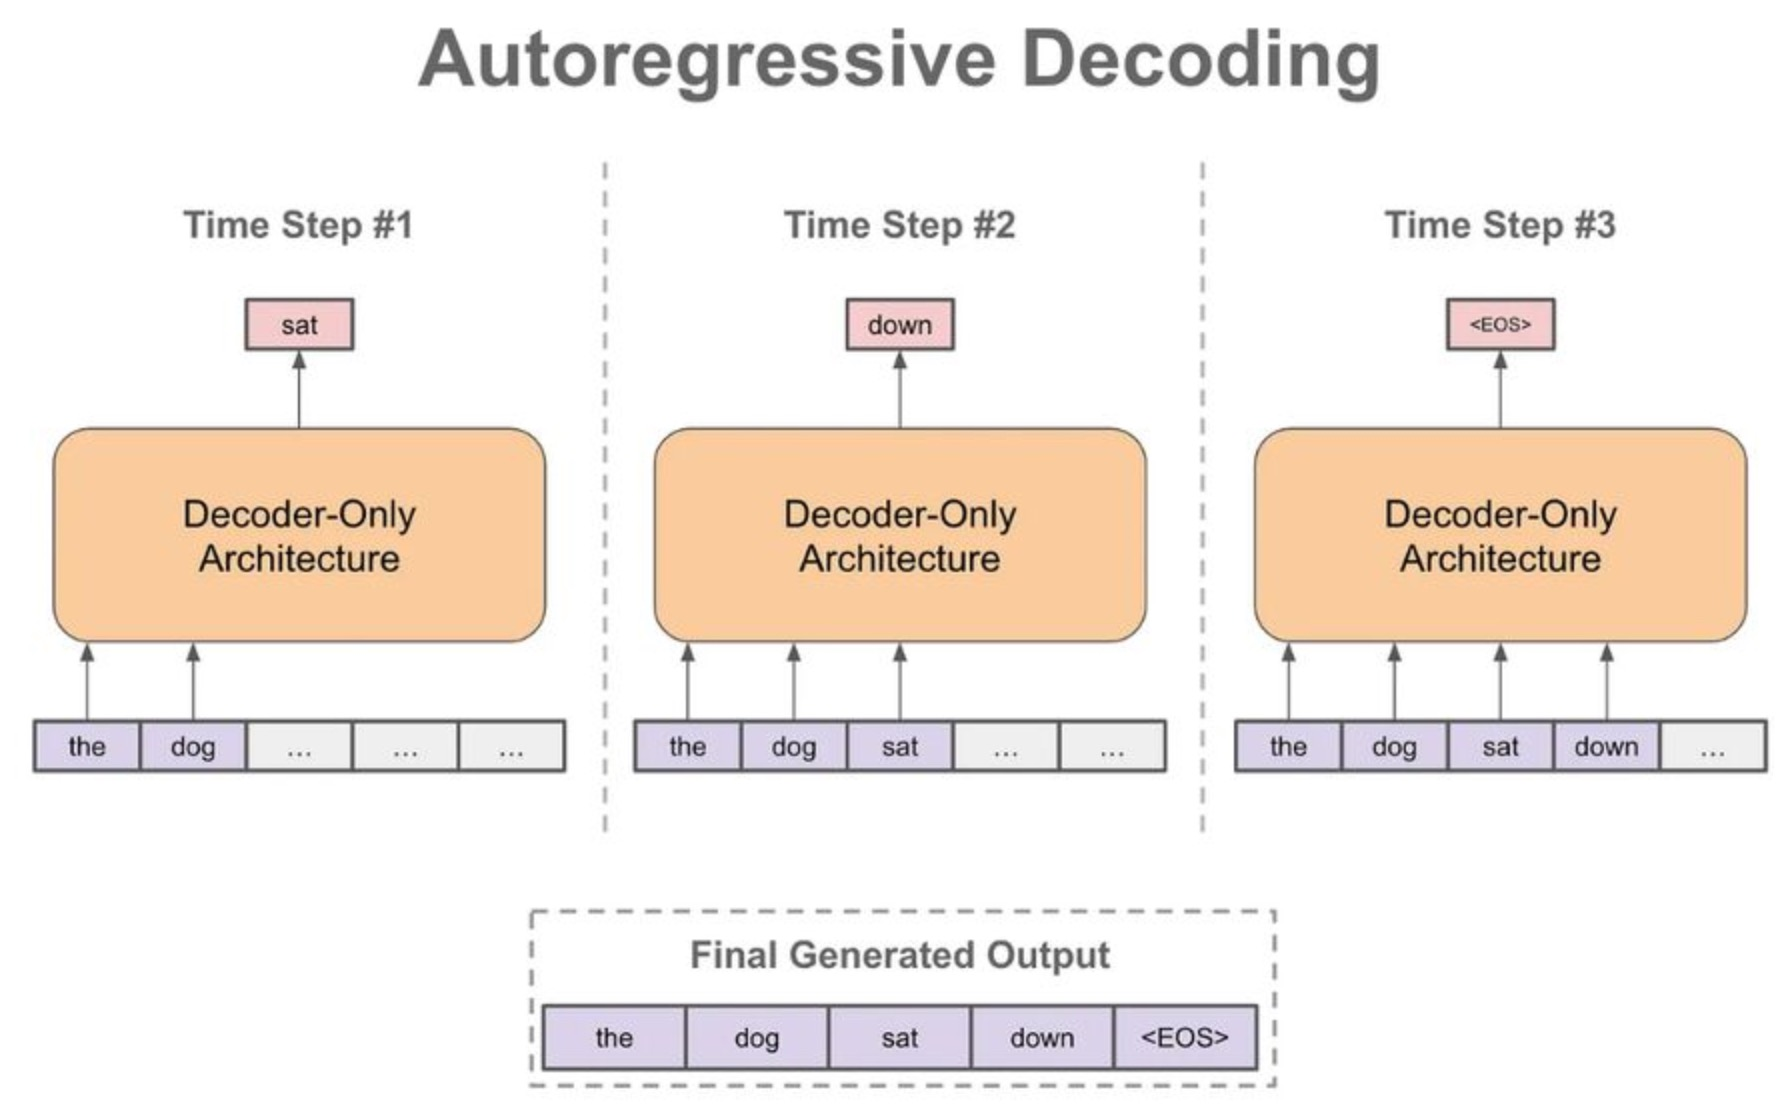 Autoregressive Decoding
Time Step #1
sat
Decoder-Only
Architecture
the dog ... ... ...
Time Step #2
down
Decoder-Only
Architecture
the dog sat ... ...
Time Step #3
<EOS>
Decoder-Only
Architecture
the dog sat down ...
Final Generated Output
the dog sat down <EOS>